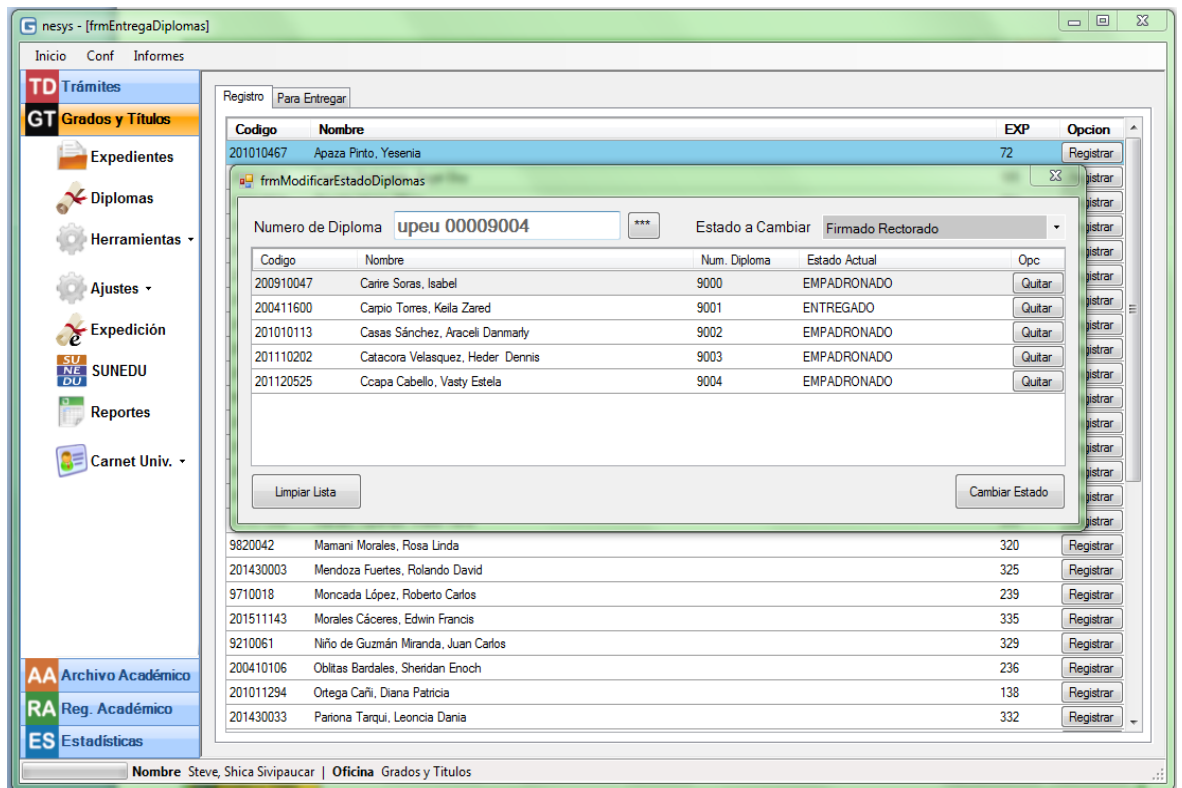 nesys - [frmEntregaDiplomas]
Inicio Conf Informes
TD Trámites
GT Grados y Títulos
Expedientes
Diplomas
Herramientas
Ajustes
Expedición
SU NE DU SUNEDU
Reportes
Carnet Univ.
AA Archivo Académico
RA Reg. Académico
ES Estadísticas
Registro Para Entregar
Codigo Nombre EXP Opcion
201010467 Apaza Pinto, Yesenia 72 Registrar
frmModificarEstadoDiplomas
Numero de Diploma upeu 00009004 *** Estado a Cambiar Firmado Rectorado
Codigo Nombre Num. Diploma Estado Actual Opc
200910047 Carire Soras, Isabel 9000 EMPADRONADO Quitar
200411600 Carpio Torres, Keila Zared 9001 ENTREGADO Quitar
201010113 Casas Sánchez, Araceli Danmarly 9002 EMPADRONADO Quitar
201110202 Catacora Velasquez, Heder Dennis 9003 EMPADRONADO Quitar
201120525 Ccapa Cabello, Vasty Estela 9004 EMPADRONADO Quitar
Limpiar Lista Cambiar Estado
9820042 Mamani Morales, Rosa Linda 320 Registrar
201430003 Mendoza Fuertes, Rolando David 325 Registrar
9710018 Moncada López, Roberto Carlos 239 Registrar
201511143 Morales Cáceres, Edwin Francis 335 Registrar
9210061 Niño de Guzmán Miranda, Juan Carlos 329 Registrar
200410106 Oblitas Bardales, Sheridan Enoch 236 Registrar
201011294 Ortega Cañi, Diana Patricia 138 Registrar
201430033 Pariona Tarqui, Leoncia Dania 332 Registrar
Nombre Steve, Shica Sivipaucar | Oficina Grados y Titulos